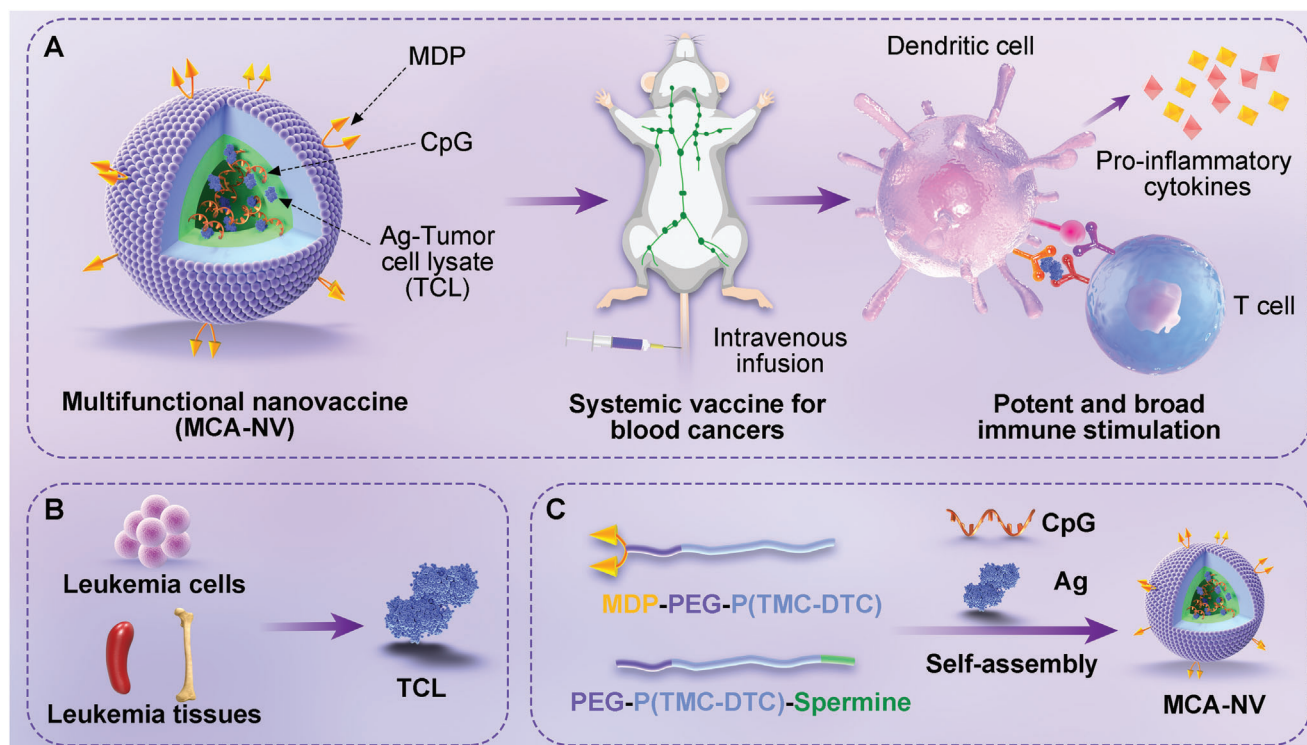 A
MDP
CpG
Ag-Tumor
cell lysate
(TCL)
Multifunctional nanovaccine
(MCA-NV)
Intravenous
infusion
Systemic vaccine for
blood cancers
Dendritic cell
Pro-inflammatory
cytokines
T cell
Potent and broad
immune stimulation
B
Leukemia cells
Leukemia tissues
TCL
C
MDP-PEG-P(TMC-DTC)
PEG-P(TMC-DTC)-Spermine
CpG
Ag
Self-assembly
MCA-NV